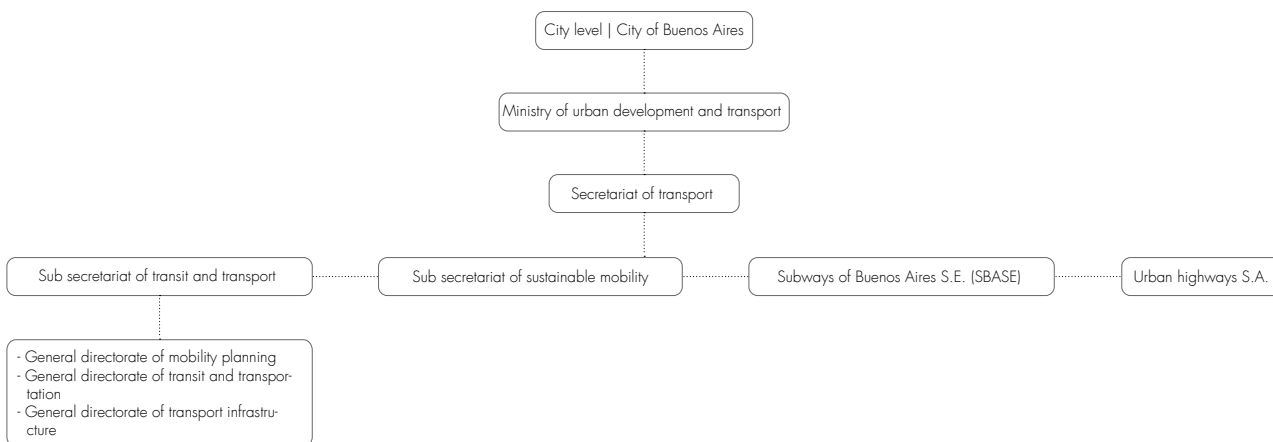 City level | City of Buenos Aires
Ministry of urban development and transport
Secretariat of transport
Sub secretariat of transit and transport
Sub secretariat of sustainable mobility
Subways of Buenos Aires S.E. (SBASE)
Urban highways S.A.
- General directorate of mobility planning
- General directorate of transit and transpor-
tation
- General directorate of transport infrastru-
cture